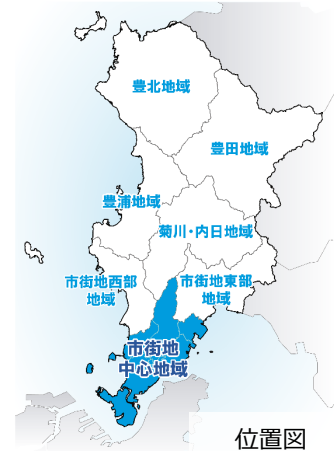 豊北地域
豊田地域
豊浦地域
菊川・内日地域
市街地西部
地域
市街地東部
地域
市街地
中心地域
位置図